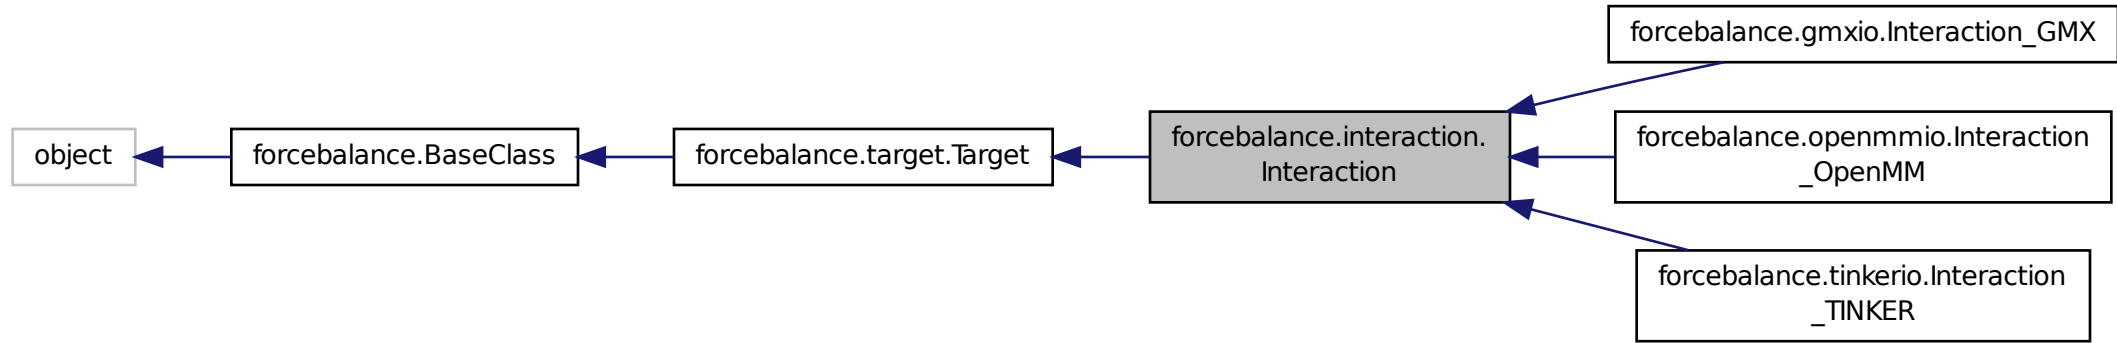 object
forcebalance.BaseClass
forcebalance.target.Target
forcebalance.interaction.
Interaction
forcebalance.gmxio.Interaction_GMX
forcebalance.openmmio.Interaction
_OpenMM
forcebalance.tinkerio.Interaction
_TINKER